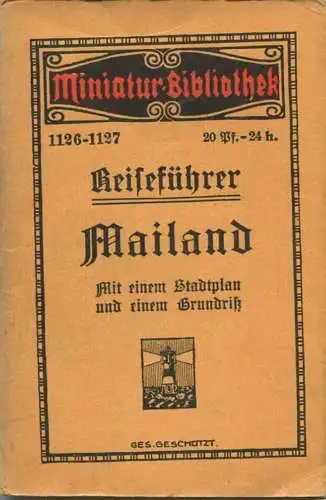 Miniatur-Bibliothek
1126-1127 20 Pf.-24 h.
Reiseführer
Mailand
Mit einem Stadtplan
und einem Grundriß
GES. GESCHÜTZT.